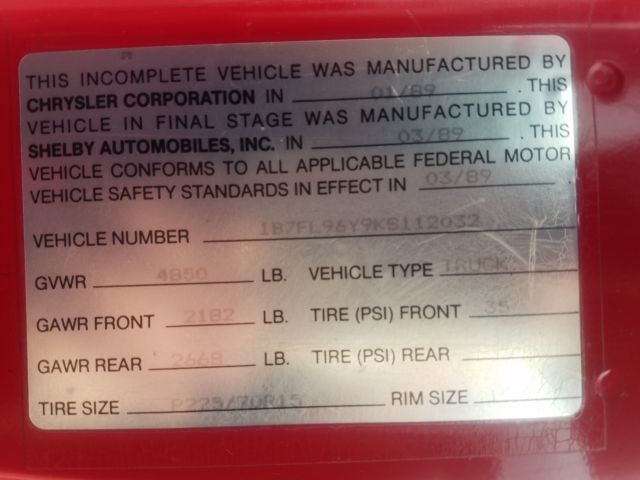 THIS INCOMPLETE VEHICLE WAS MANUFACTURED BY
CHRYSLER CORPORATION IN 01/89 . THIS
VEHICLE IN FINAL STAGE WAS MANUFACTURED BY
SHELBY AUTOMOBILES, INC. IN 03/89 . THIS
VEHICLE CONFORMS TO ALL APPLICABLE FEDERAL MOTOR
VEHICLE SAFETY STANDARDS IN EFFECT IN 03/89 .
VEHICLE NUMBER 1B7FL96Y9KS112032
GVWR 4850 LB. VEHICLE TYPE TRUCK
GAWR FRONT 2182 LB. TIRE (PSI) FRONT 35
GAWR REAR 2668 LB. TIRE (PSI) REAR
TIRE SIZE P225/70R15 RIM SIZE